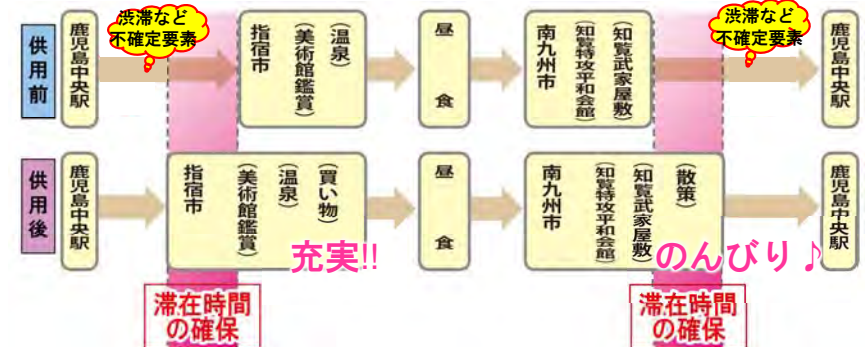 供用前
鹿児島中央駅
渋滞など
不確定要素
指宿市
(美術館鑑賞)
(温泉)
昼食
南九州市
(知覧特攻平和会館)
(知覧武家屋敷)
渋滞など
不確定要素
鹿児島中央駅
供用後
鹿児島中央駅
指宿市
(美術館鑑賞)
(温泉)
(買い物)
充実!!
昼食
南九州市
(知覧特攻平和会館)
(知覧武家屋敷)
(散策)
のんびり♪
鹿児島中央駅
滞在時間
の確保
滞在時間
の確保